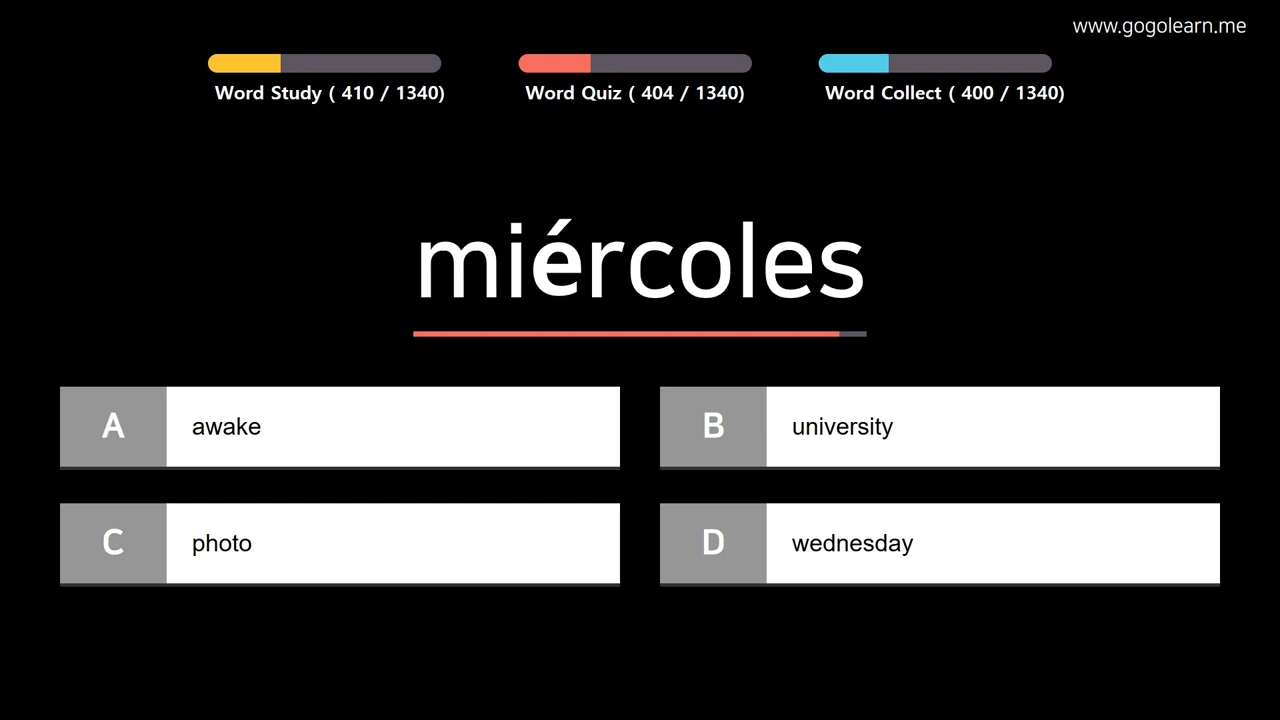 www.gogolearn.me
Word Study ( 410 / 1340)
Word Quiz ( 404 / 1340)
Word Collect ( 400 / 1340)
miércoles
A awake
B university
C photo
D wednesday